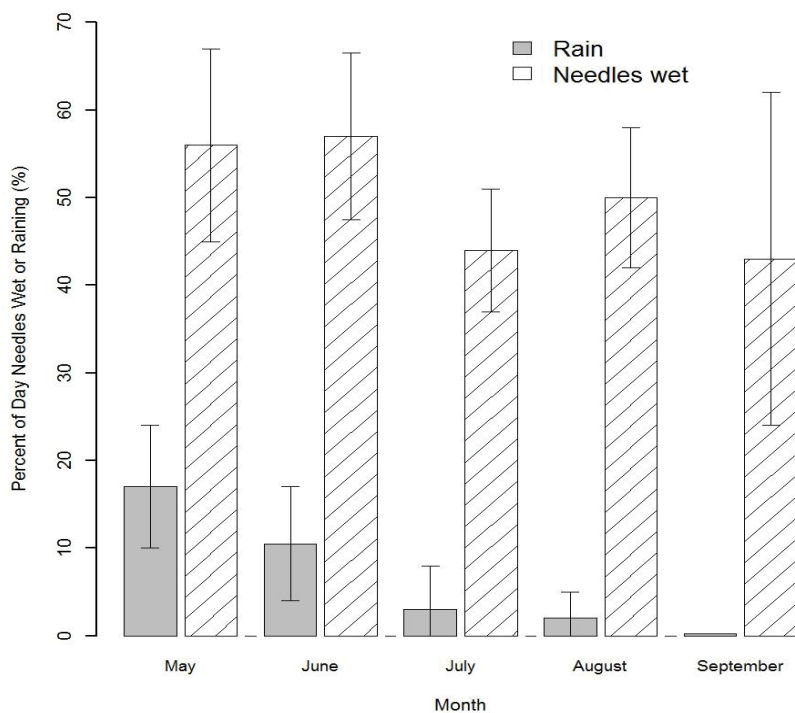 70
60
50
40
30
20
10
0
Percent of Day Needles Wet or Raining (%)
Rain
Needles wet
May June July August September
Month